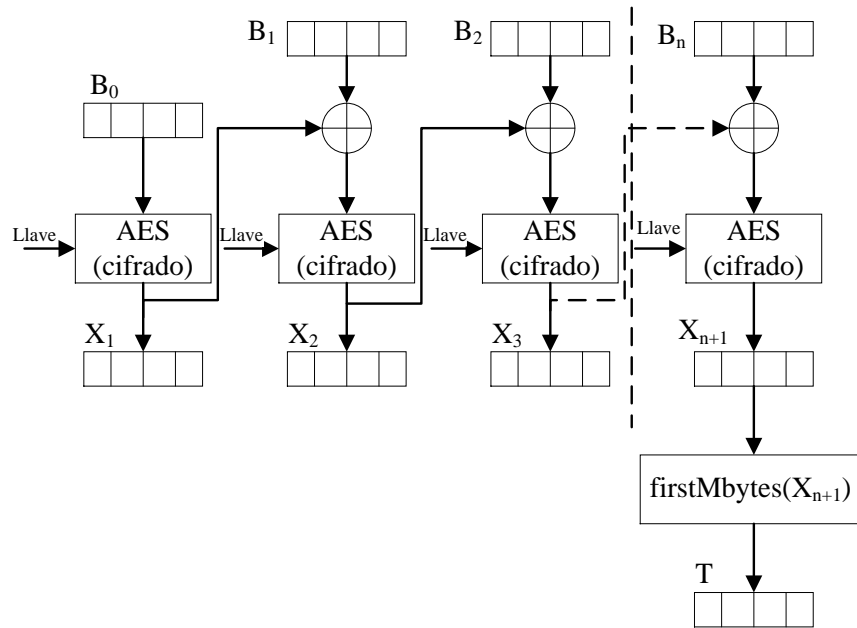 B₁
B₂
Bₙ
B₀
Llave
AES
(cifrado)
Llave
AES
(cifrado)
Llave
AES
(cifrado)
Llave
AES
(cifrado)
X₁
X₂
X₃
Xₙ₊₁
firstMbytes(Xₙ₊₁)
T